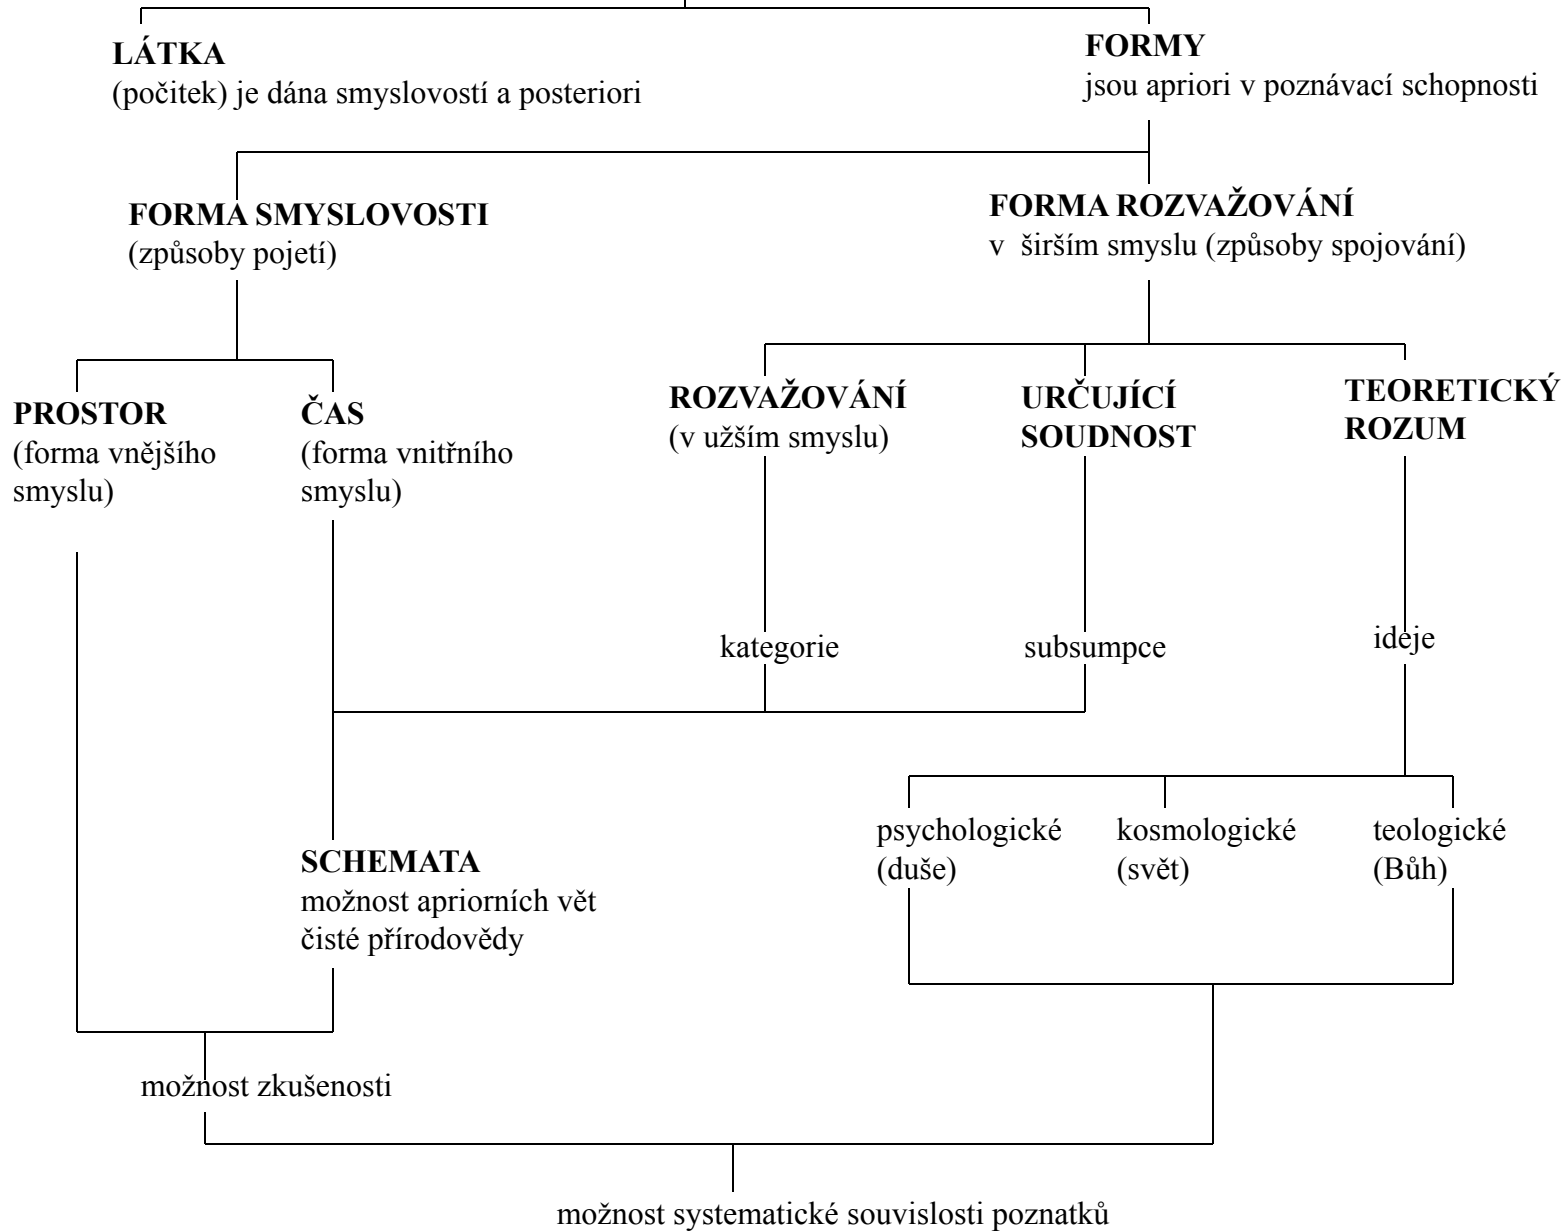 LÁTKA
(počitek) je dána smyslovostí a posteriori
FORMY
jsou apriori v poznávací schopnosti
FORMA SMYSLOVOSTI
(způsoby pojetí)
FORMA ROZVAŽOVÁNÍ
v  širším smyslu (způsoby spojování)
PROSTOR
(forma vnějšího
smyslu)
ČAS
(forma vnitřního
smyslu)
ROZVAŽOVÁNÍ
(v užším smyslu)
URČUJÍCÍ
SOUDNOST
TEORETICKÝ
ROZUM
kategorie
subsumpce
ideje
psychologické
(duše)
kosmologické
(svět)
teologické
(Bůh)
SCHEMATA
možnost apriorních vět
čisté přírodovědy
možnost zkušenosti
možnost systematické souvislosti poznatků